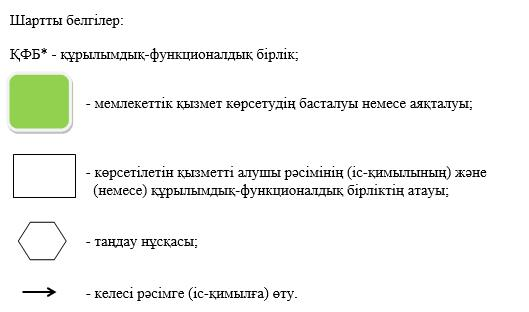 Шартты белгілер:
ҚФБ* - құрылымдық-функционалдық бірлік;
- мемлекеттік қызмет көрсетудің басталуы немесе аяқталуы;
- көрсетілетін қызметті алушы рәсімінің (іс-қимылының) және
(немесе) құрылымдық-функционалдық бірліктің атауы;
- таңдау нұсқасы;
- келесі рәсімге (іс-қимылға) өту.